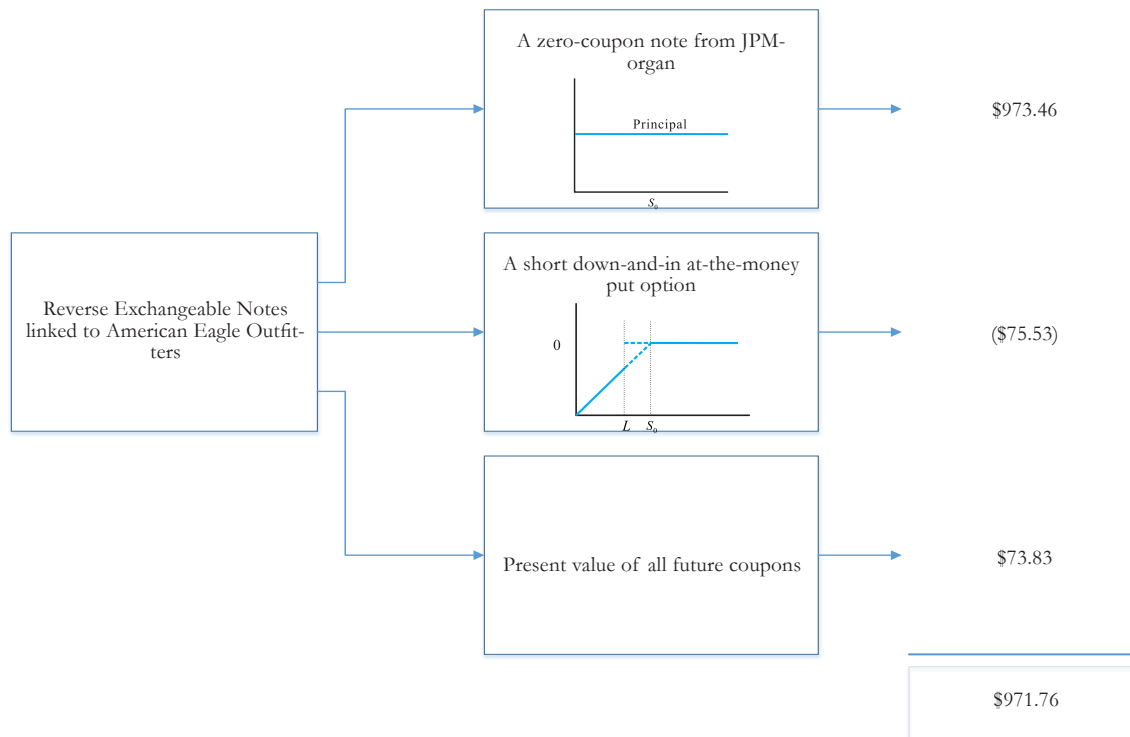 A zero-coupon note from JPM-
organ
Principal
S₀
$973.46
Reverse Exchangeable Notes
linked to American Eagle Outfit-
ters
A short down-and-in at-the-money
put option
0
L S₀
($75.53)
Present value of all future coupons
$73.83
$971.76